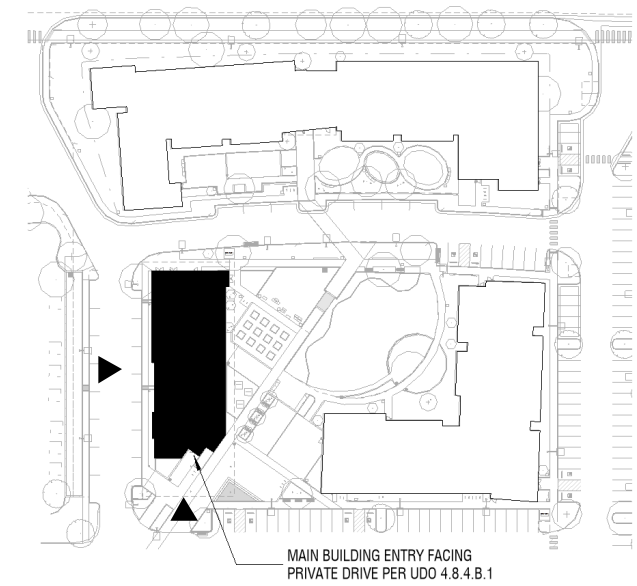 MAIN BUILDING ENTRY FACING
PRIVATE DRIVE PER UDO 4.8.4.B.1